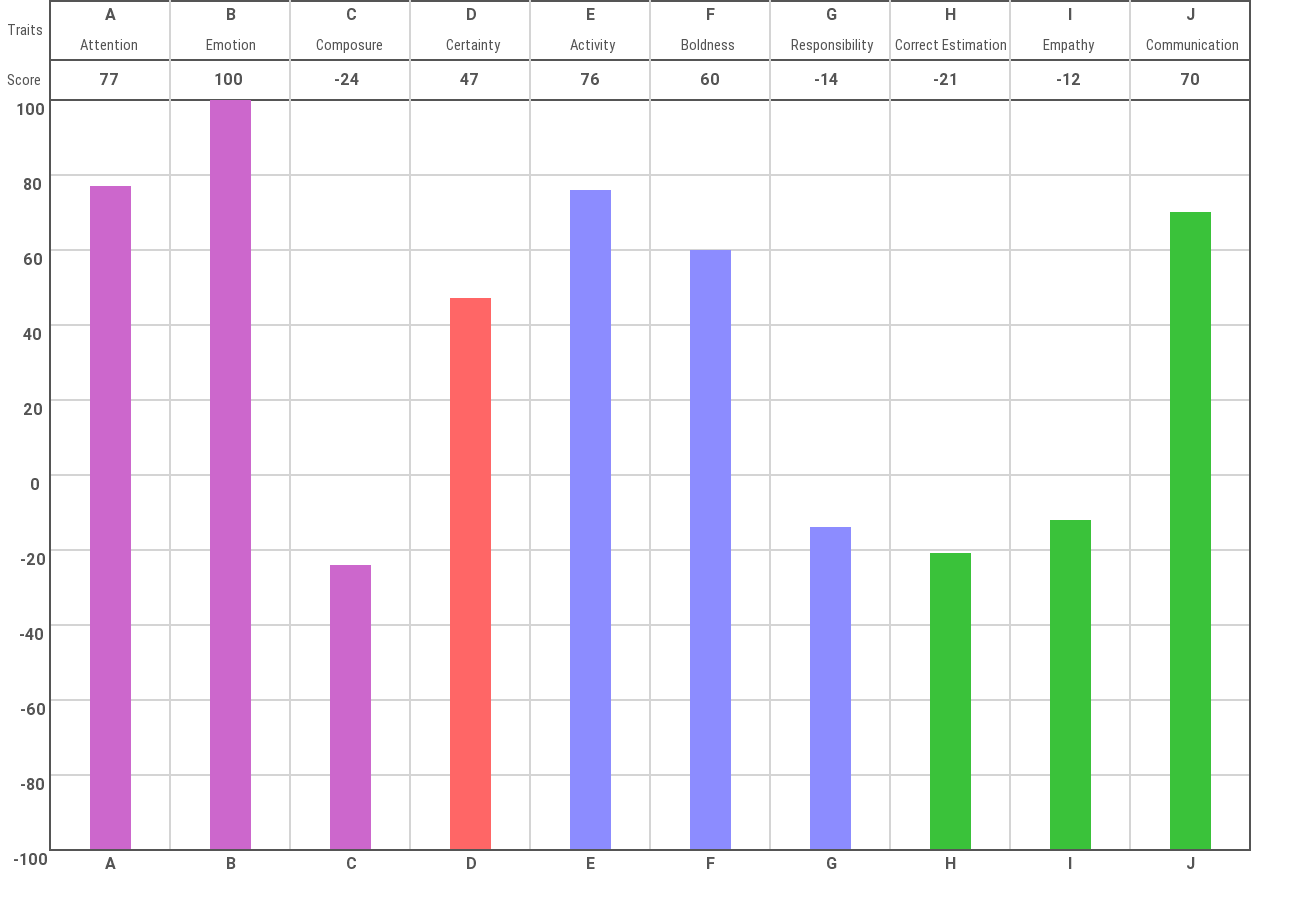 Traits
A B C D E F G H I J
Attention Emotion Composure Certainty Activity Boldness Responsibility Correct Estimation Empathy Communication
Score 77 100 -24 47 76 60 -14 -21 -12 70
100
80
60
40
20
0
-20
-40
-60
-80
-100
A B C D E F G H I J